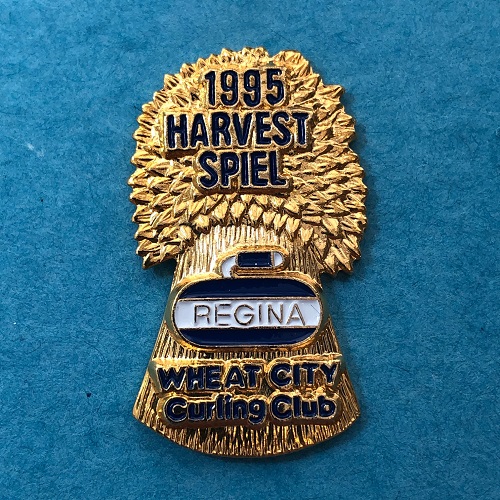 1995
HARVEST
SPIEL
REGINA
WHEAT CITY
Curling Club